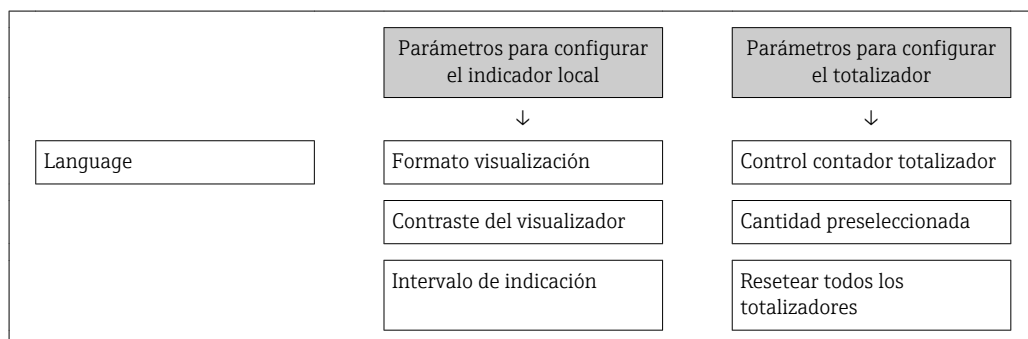 Parámetros para configurar
el indicador local
Parámetros para configurar
el totalizador
↓
↓
Language
Formato visualización
Control contador totalizador
Contraste del visualizador
Cantidad preseleccionada
Intervalo de indicación
Resetear todos los
totalizadores